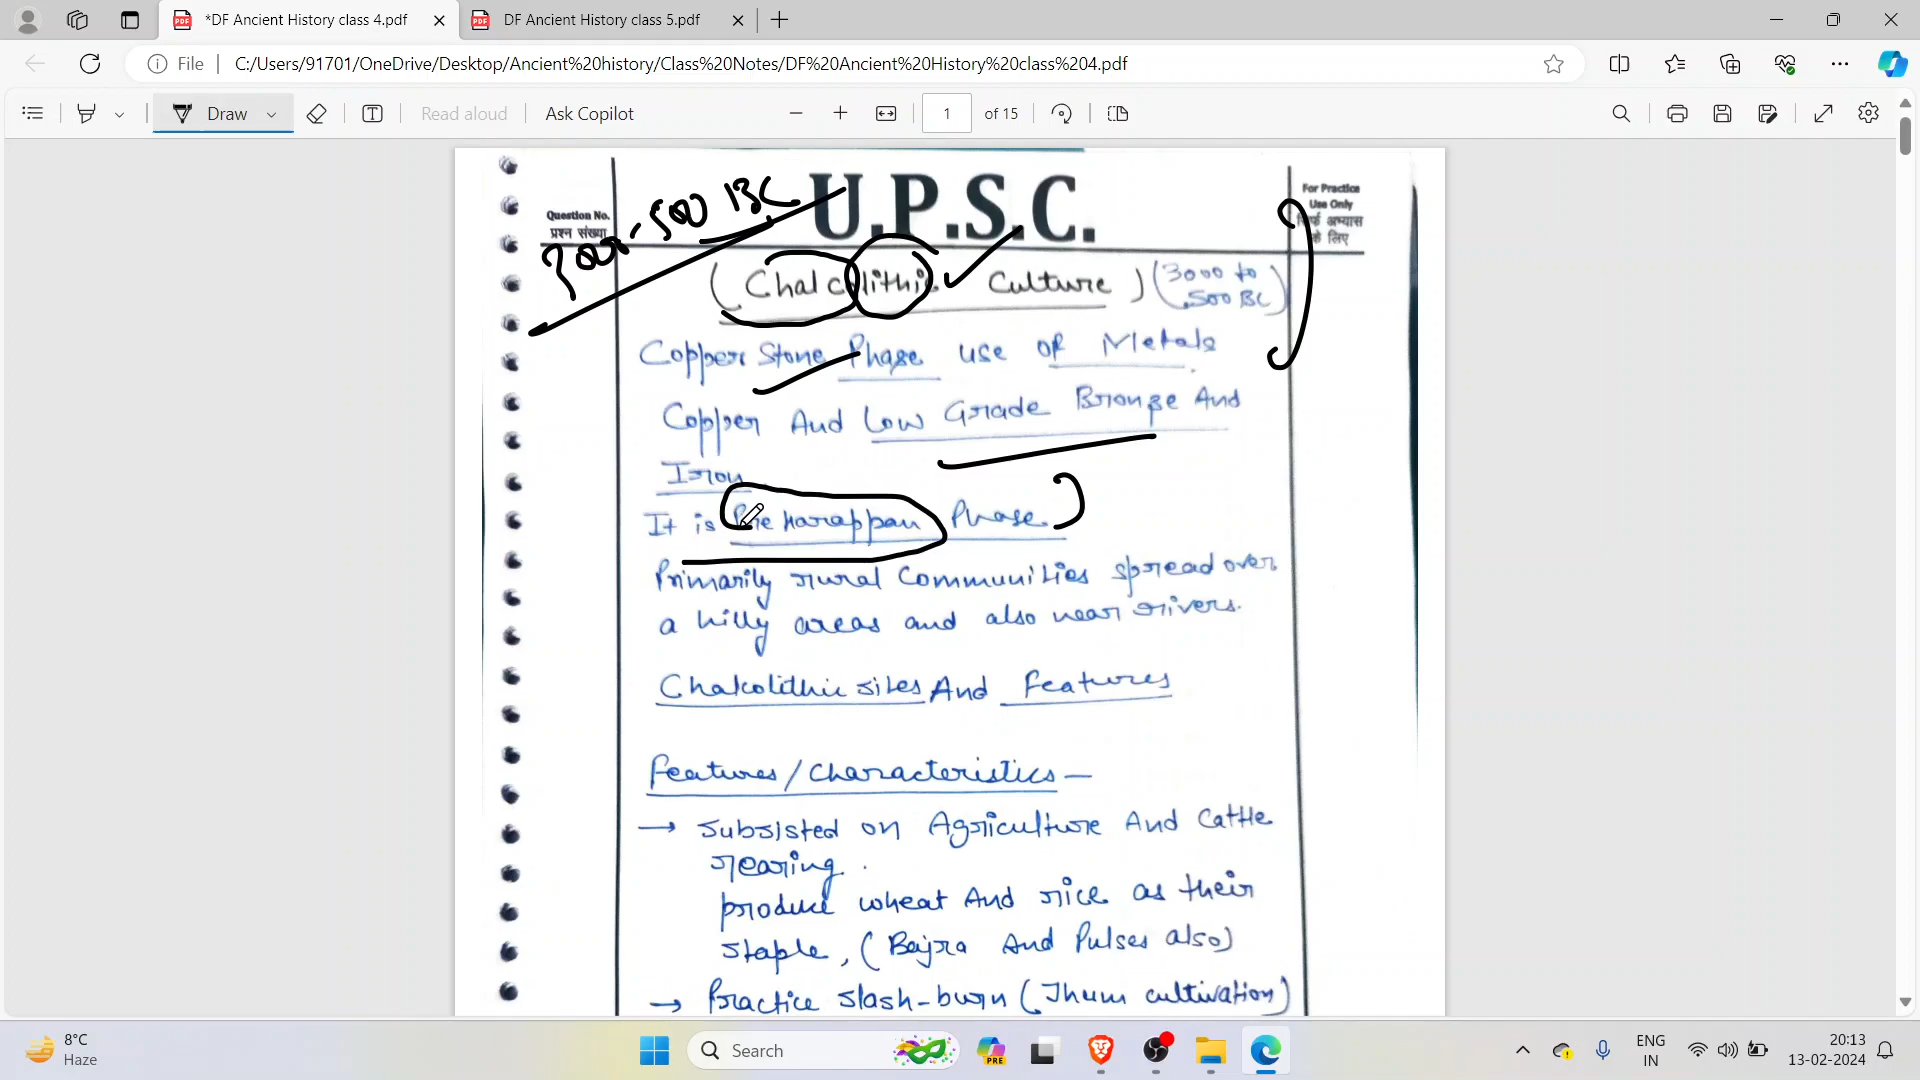 *DF Ancient History class 4.pdf
DF Ancient History class 5.pdf
File
C:/Users/91701/OneDrive/Desktop/Ancient%20history/Class%20Notes/DF%20Ancient%20History%20class%204.pdf
Draw
Read aloud
Ask Copilot
1 of 15
U.P.S.C.
Question No.
प्रश्न संख्या
For Practice
Use Only
सिर्फ अभ्यास
के लिए
3000-500 BC
(Chalcolithic Culture) (3000 to
500 BC)
Copper Stone Phase use of Metals
Copper And Low Grade Bronze And
Iron
It is Pre Harappan Phase
Primarily rural Communities spread over
a hilly areas and also near rivers.
Chalcolithic sites And Features
Features/Characteristics—
→ Subsisted on Agriculture And Cattle
rearing.
produce wheat And rice as their
staple, (Bajra And Pulses also)
→ Practice slash-burn (Jhum cultivation)
8°C
Haze
Search
PRE
ENG
IN
20:13
13-02-2024